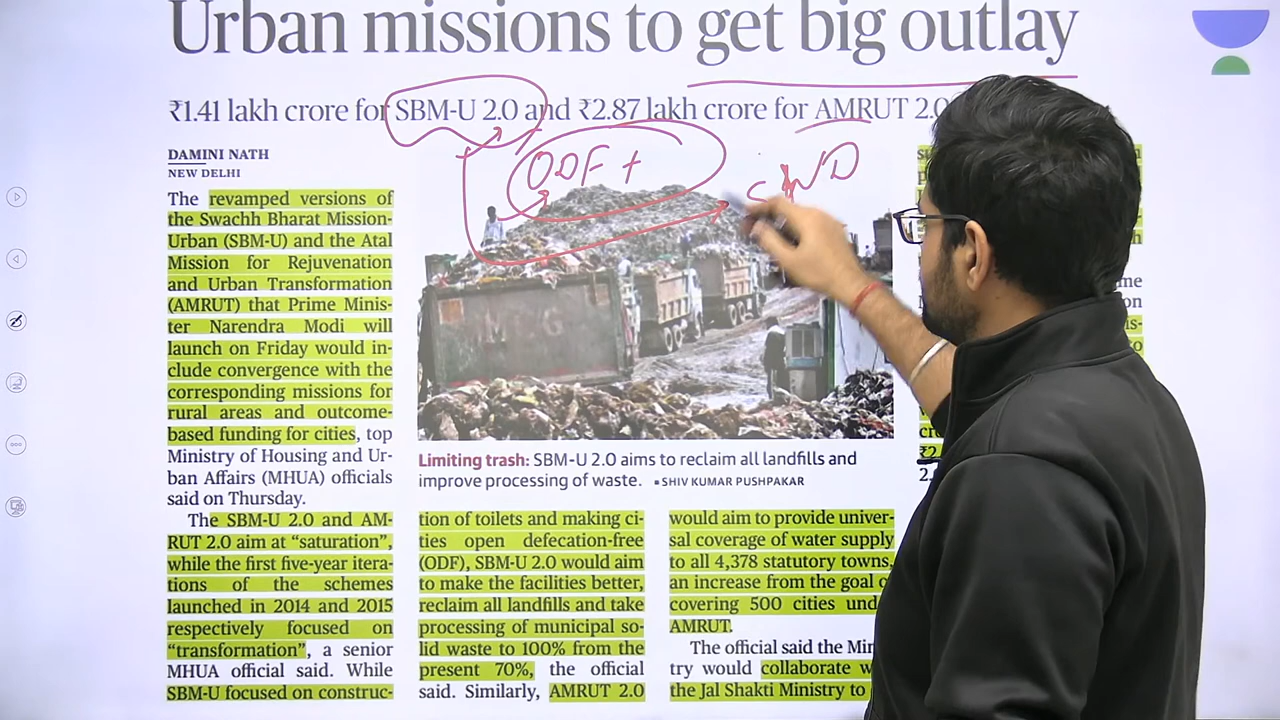 Urban missions to get big outlay
₹1.41 lakh crore for SBM-U 2.0 and ₹2.87 lakh crore for AMRUT 2.0
ODF +
DAMINI NATH
NEW DELHI
The revamped versions of
the Swachh Bharat Mission-
Urban (SBM-U) and the Atal
Mission for Rejuvenation
and Urban Transformation
(AMRUT) that Prime Minis-
ter Narendra Modi will
launch on Friday would in-
clude convergence with the
corresponding missions for
rural areas and outcome-
based funding for cities, top
Ministry of Housing and Ur-
ban Affairs (MHUA) officials
said on Thursday.
The SBM-U 2.0 and AM-
RUT 2.0 aim at “saturation”,
while the first five-year itera-
tions of the schemes
launched in 2014 and 2015
respectively focused on
“transformation”, a senior
MHUA official said. While
SBM-U focused on construc-
M C G
Limiting trash: SBM-U 2.0 aims to reclaim all landfills and
improve processing of waste. ▪ SHIV KUMAR PUSHPAKAR
tion of toilets and making ci-
ties open defecation-free
(ODF), SBM-U 2.0 would aim
to make the facilities better,
reclaim all landfills and take
processing of municipal so-
lid waste to 100% from the
present 70%, the official
said. Similarly, AMRUT 2.0
would aim to provide univer-
sal coverage of water supply
to all 4,378 statutory towns,
an increase from the goal
covering 500 cities
AMRUT.
The official said the
try would collaborate
the Jal Shakti Ministry to